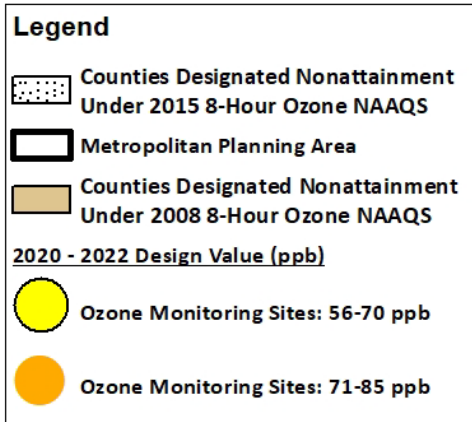 Legend
Counties Designated Nonattainment
Under 2015 8-Hour Ozone NAAQS
Metropolitan Planning Area
Counties Designated Nonattainment
Under 2008 8-Hour Ozone NAAQS
2020 - 2022 Design Value (ppb)
Ozone Monitoring Sites: 56-70 ppb
Ozone Monitoring Sites: 71-85 ppb